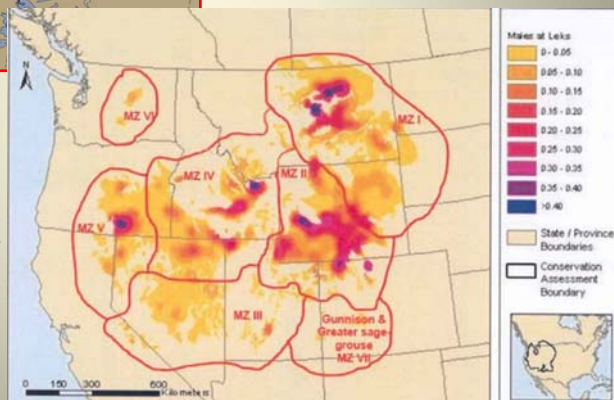 N
MZ VI
MZ I
MZ IV
MZ II
MZ V
MZ III
Gunnison &
Greater sage-
grouse
MZ VII
0 150 300 600
Kilometers
Males at Leks
0 - 0.05
0.05 - 0.10
0.10 - 0.15
0.15 - 0.20
0.20 - 0.25
0.25 - 0.30
0.30 - 0.35
0.35 - 0.40
>0.40
State / Province
Boundaries
Conservation
Assessment
Boundary